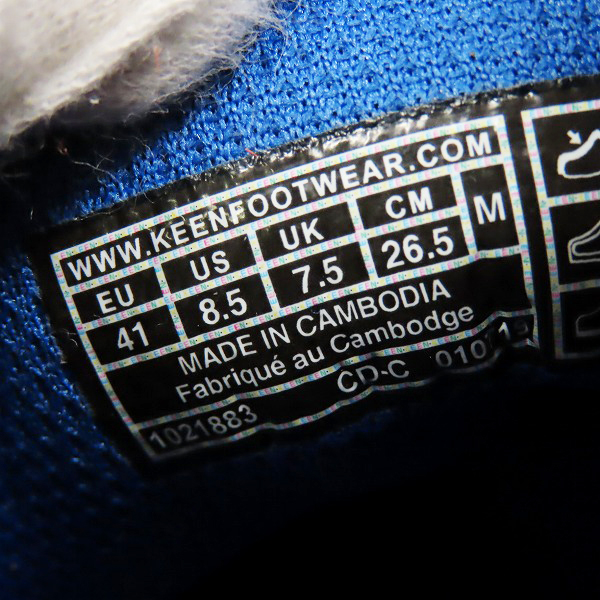 WWW.KEENFOOTWEAR.COM
EU US UK CM M
41 8.5 7.5 26.5
MADE IN CAMBODIA
Fabriqué au Cambodge
1021883 CD-C